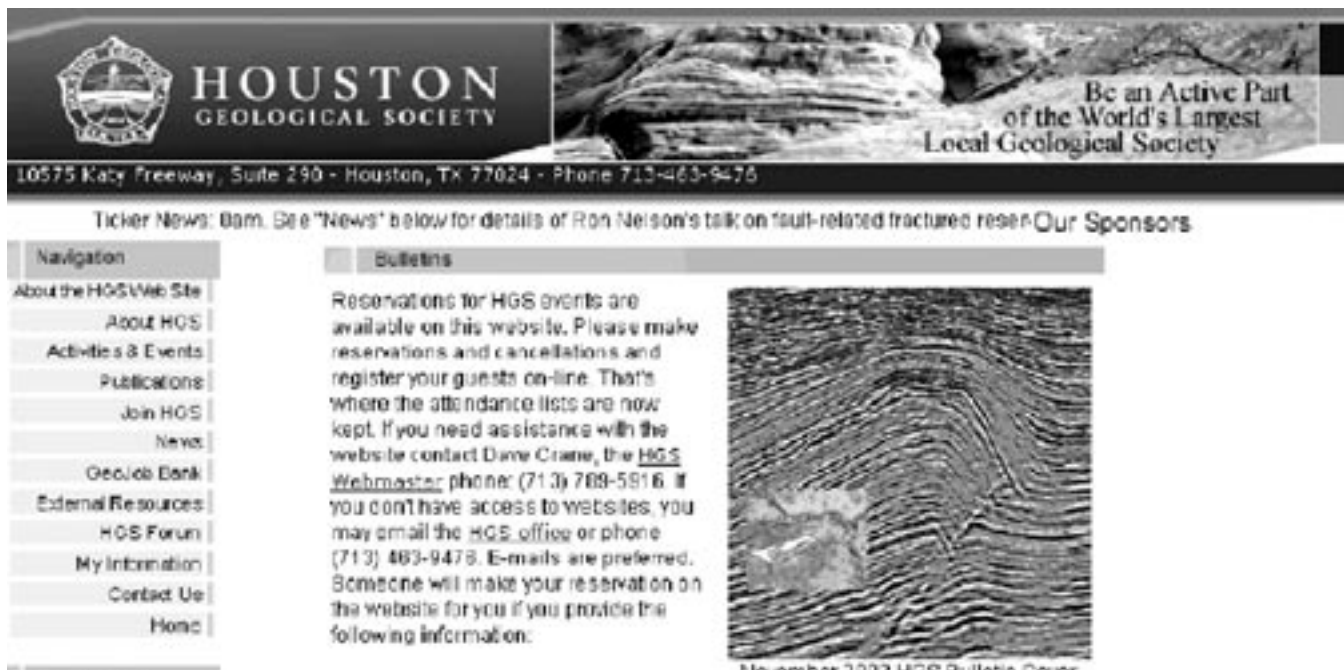 HOUSTON
GEOLOGICAL SOCIETY
Be an Active Part
of the World's Largest
Local Geological Society
10575 Katy Freeway, Suite 290 - Houston, TX 77024 - Phone 713-463-9476
Ticker News: 8am. See "News" below for details of Ron Nelson's talk on fault-related fractured reser
Our Sponsors
Navigation
About the HGS Web Site
About HGS
Activities & Events
Publications
Join HGS
News
GeoJob Bank
External Resources
HGS Forum
My Information
Contact Us
Home
Bulletins
Reservations for HGS events are
available on this website. Please make
reservations and cancellations and
register your guests on-line. That's
where the attendance lists are now
kept. If you need assistance with the
website contact Dave Crane, the HGS
Webmaster phone: (713) 789-5916. If
you don't have access to websites, you
may email the HGS office or phone
(713) 463-9476. E-mails are preferred.
Someone will make your reservation on
the website for you if you provide the
following information:
November HGS Bulletin Cover